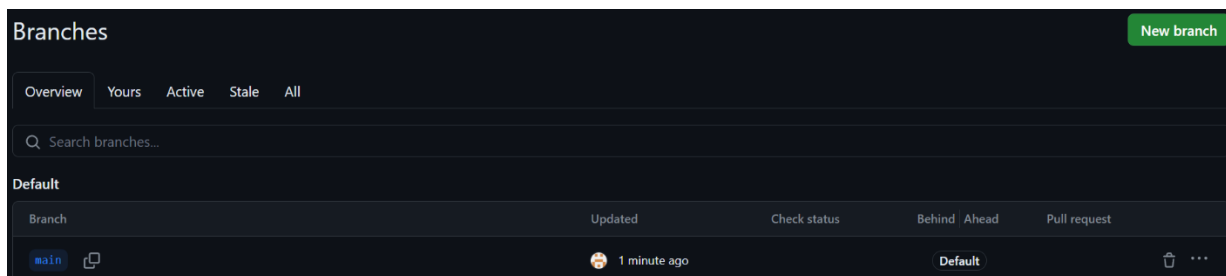 Branches
New branch
Overview Yours Active Stale All
Search branches...
Default
Branch Updated Check status Behind Ahead Pull request
main 1 minute ago Default